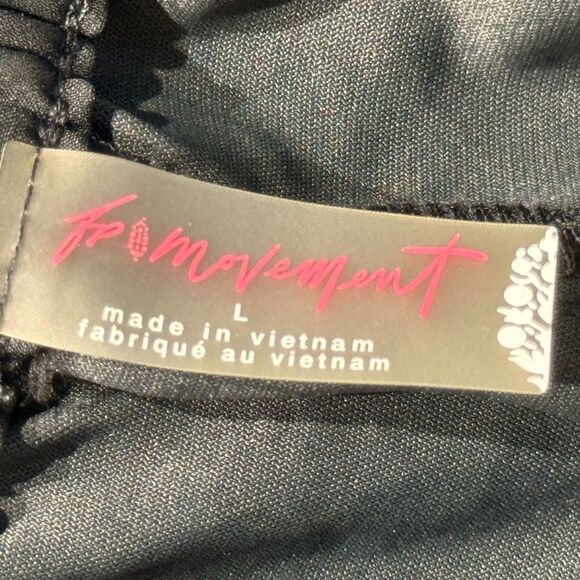 fp movement
L
made in vietnam
fabriqué au vietnam